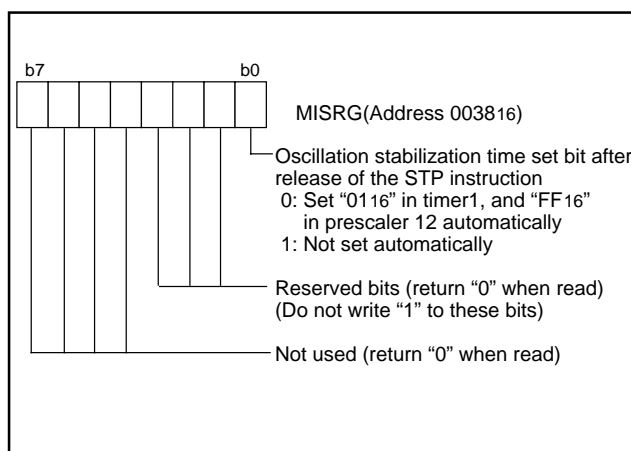 b7 b0
MISRG(Address 003816)
Oscillation stabilization time set bit after
release of the STP instruction
0: Set “0116” in timer1, and “FF16”
in prescaler 12 automatically
1: Not set automatically
Reserved bits (return “0” when read)
(Do not write “1” to these bits)
Not used (return “0” when read)